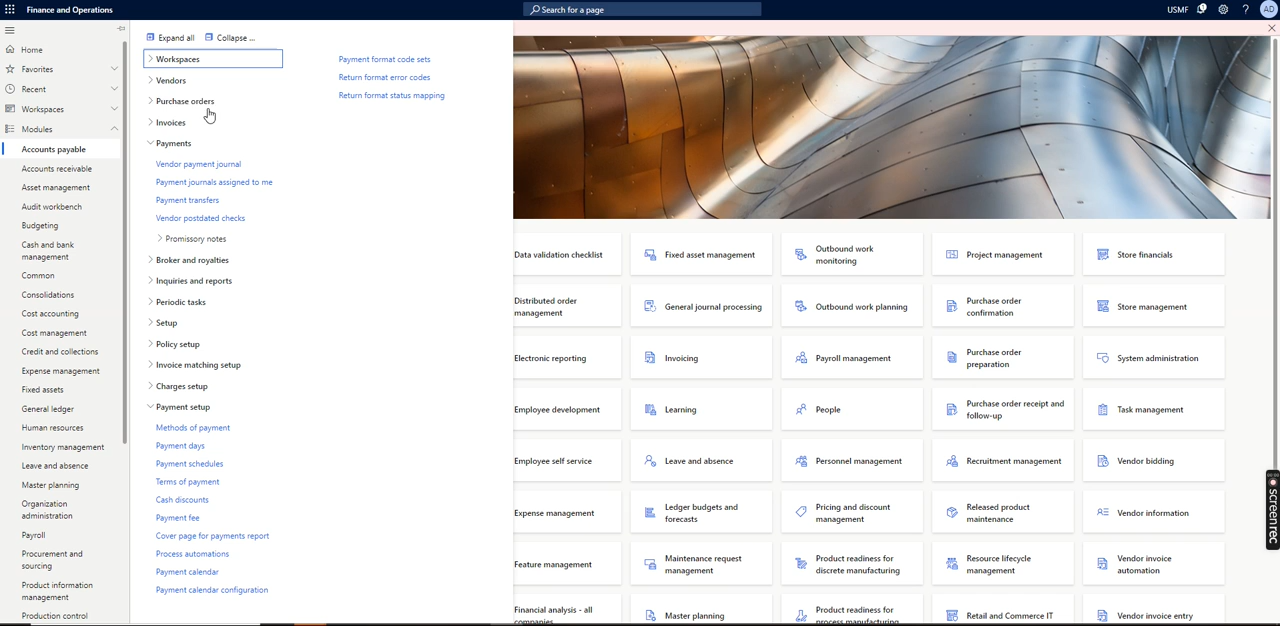 Finance and Operations
Search for a page
USMF
?
AD
Home
Favorites
Recent
Workspaces
Modules
Accounts payable
Accounts receivable
Asset management
Audit workbench
Budgeting
Cash and bank
management
Common
Consolidations
Cost accounting
Cost management
Credit and collections
Expense management
Fixed assets
General ledger
Human resources
Inventory management
Leave and absence
Master planning
Organization
administration
Payroll
Procurement and
sourcing
Product information
management
Production control
Expand all
Collapse ...
Workspaces
Vendors
Purchase orders
Invoices
Payments
Vendor payment journal
Payment journals assigned to me
Payment transfers
Vendor postdated checks
Promissory notes
Broker and royalties
Inquiries and reports
Periodic tasks
Setup
Policy setup
Invoice matching setup
Charges setup
Payment setup
Methods of payment
Payment days
Payment schedules
Terms of payment
Cash discounts
Payment fee
Cover page for payments report
Process automations
Payment calendar
Payment calendar configuration
Payment format code sets
Return format error codes
Return format status mapping
Data validation checklist
Fixed asset management
Outbound work
monitoring
Project management
Store financials
Distributed order
management
General journal processing
Outbound work planning
Purchase order
confirmation
Store management
Electronic reporting
Invoicing
Payroll management
Purchase order
preparation
System administration
Employee development
Learning
People
Purchase order receipt and
follow-up
Task management
Employee self service
Leave and absence
Personnel management
Recruitment management
Vendor bidding
Expense management
Ledger budgets and
forecasts
Pricing and discount
management
Released product
maintenance
Vendor information
Feature management
Maintenance request
management
Product readiness for
discrete manufacturing
Resource lifecycle
management
Vendor invoice
automation
Financial analysis - all
companies
Master planning
Product readiness for
process manufacturing
Retail and Commerce IT
Vendor invoice entry
screenrec